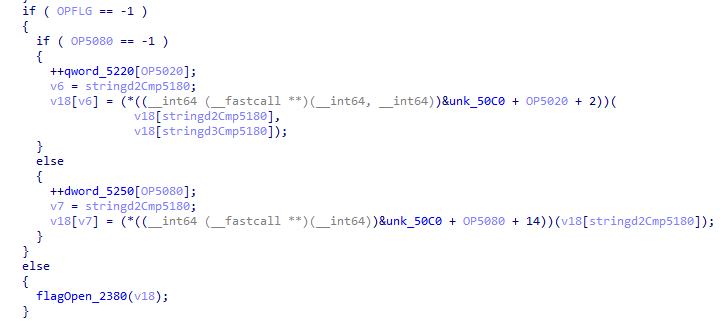 if ( OPFLG == -1 )
{
  if ( OP5080 == -1 )
  {
    ++qword_5220[OP5020];
    v6 = stringd2Cmp5180;
    v18[v6] = (*((__int64 (__fastcall **)(__int64, __int64))&unk_50C0 + OP5020 + 2))(
                v18[stringd2Cmp5180],
                v18[stringd3Cmp5180]);
  }
  else
  {
    ++dword_5250[OP5080];
    v7 = stringd2Cmp5180;
    v18[v7] = (*((__int64 (__fastcall **)(__int64))&unk_50C0 + OP5080 + 14))(v18[stringd2Cmp5180]);
  }
}
else
{
  flagOpen_2380(v18);
}